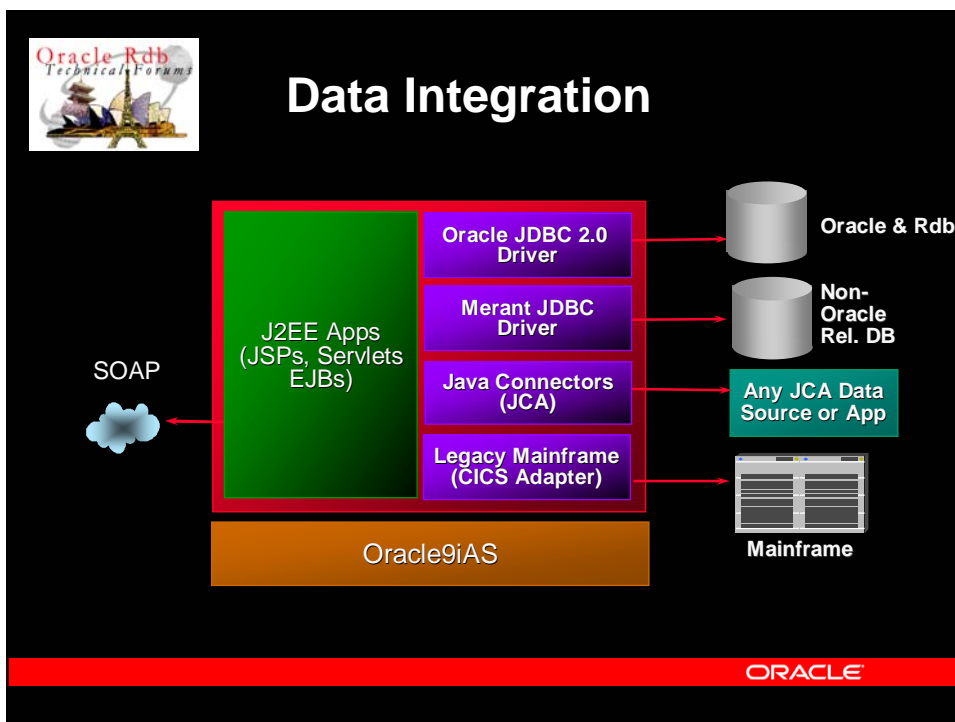 Oracle Rdb
Technical Forums
Data Integration
SOAP
J2EE Apps
(JSPs, Servlets
EJBs)
Oracle JDBC 2.0
Driver
Merant JDBC
Driver
Java Connectors
(JCA)
Legacy Mainframe
(CICS Adapter)
Oracle & Rdb
Non-
Oracle
Rel. DB
Any JCA Data
Source or App
Mainframe
Oracle9iAS
ORACLE